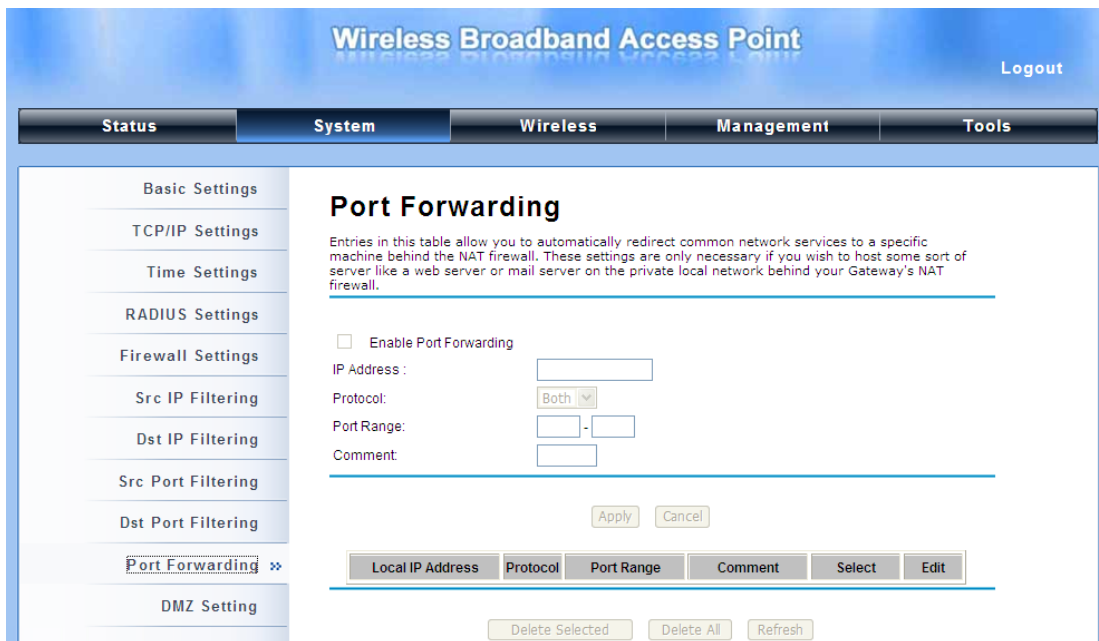 Wireless Broadband Access Point
Logout
Status System Wireless Management Tools
Basic Settings
TCP/IP Settings
Time Settings
RADIUS Settings
Firewall Settings
Src IP Filtering
Dst IP Filtering
Src Port Filtering
Dst Port Filtering
Port Forwarding »
DMZ Setting
Port Forwarding
Entries in this table allow you to automatically redirect common network services to a specific
machine behind the NAT firewall. These settings are only necessary if you wish to host some sort of
server like a web server or mail server on the private local network behind your Gateway's NAT
firewall.
Enable Port Forwarding
IP Address :
Protocol: Both
Port Range: -
Comment:
Apply Cancel
Local IP Address Protocol Port Range Comment Select Edit
Delete Selected Delete All Refresh